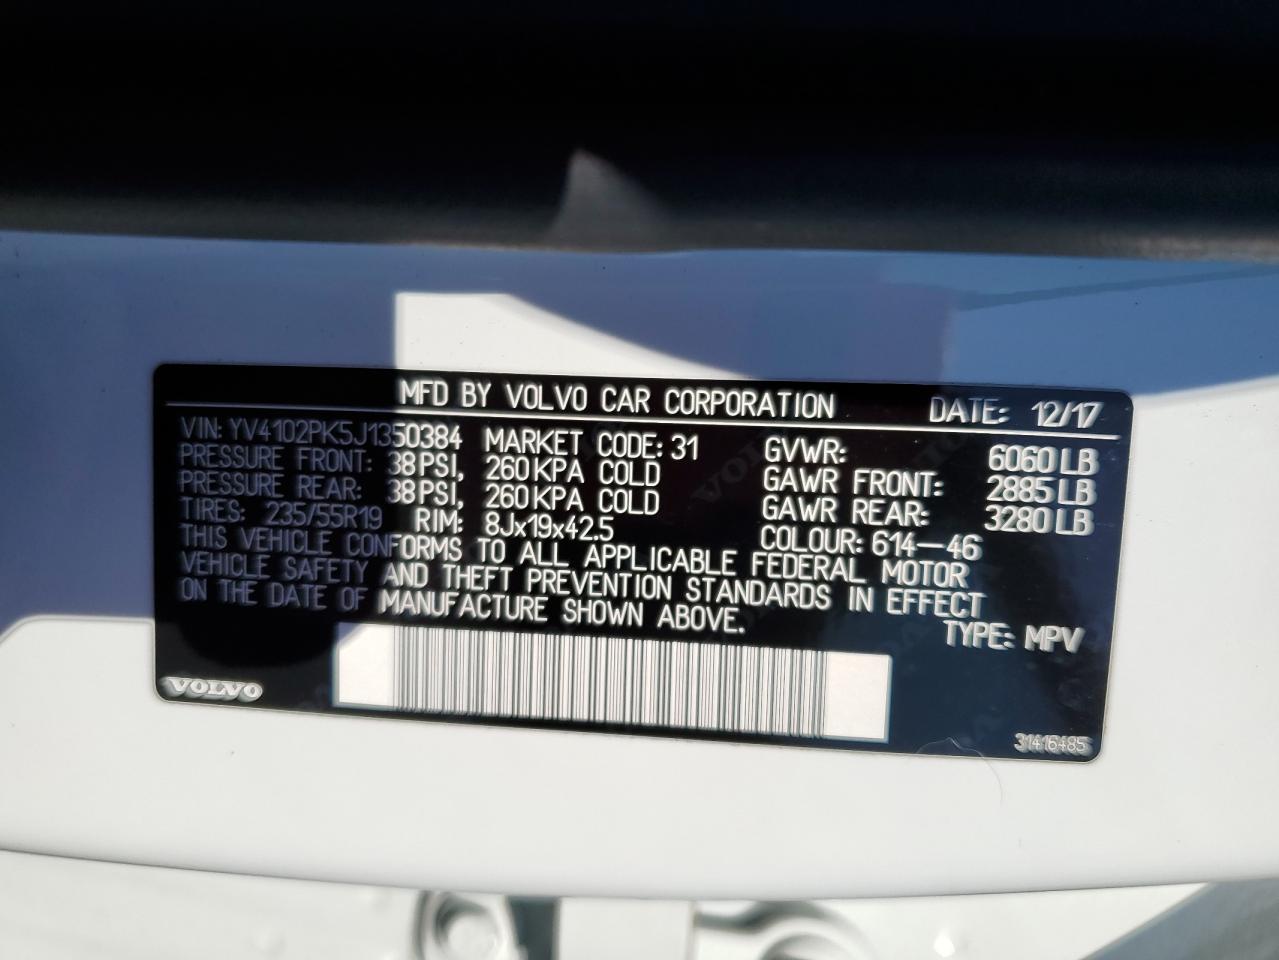 MFD BY VOLVO CAR CORPORATION DATE: 12/17
VIN: YV4102PK5J1350384 MARKET CODE: 31 GVWR: 6060 LB
PRESSURE FRONT: 38 PSI, 260 KPA COLD GAWR FRONT: 2885 LB
PRESSURE REAR: 38 PSI, 260 KPA COLD GAWR REAR: 3280 LB
TIRES: 235/55R19 RIM: 8Jx19x42.5 COLOUR: 614-46
THIS VEHICLE CONFORMS TO ALL APPLICABLE FEDERAL MOTOR
VEHICLE SAFETY AND THEFT PREVENTION STANDARDS IN EFFECT
ON THE DATE OF MANUFACTURE SHOWN ABOVE.
TYPE: MPV
VOLVO
31416485